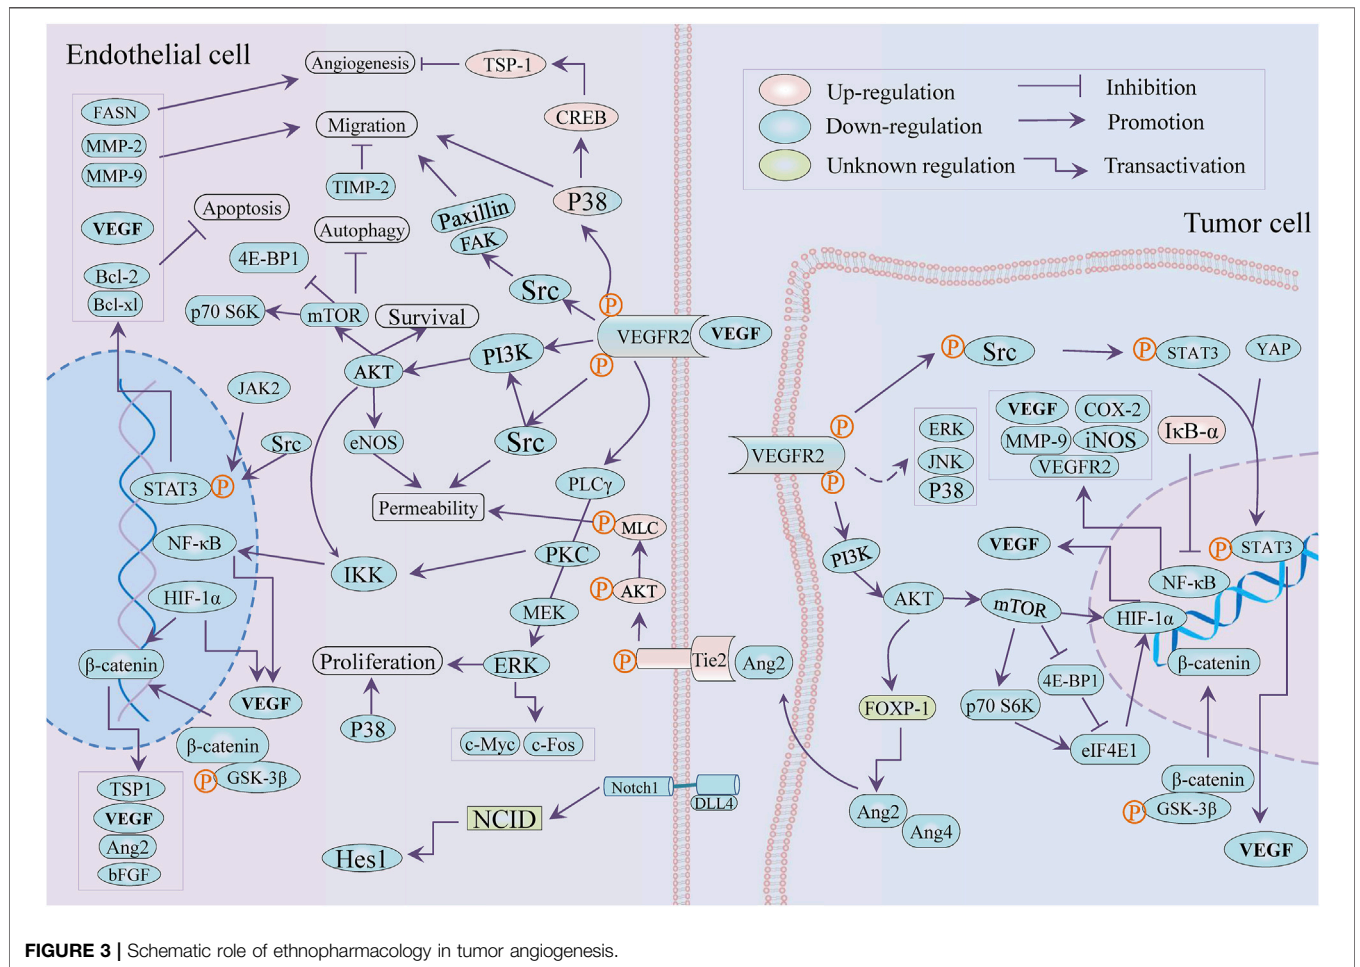 Endothelial cell
FASN
MMP-2
MMP-9
VEGF
Bcl-2
Bcl-xl
Angiogenesis
TSP-1
CREB
Migration
TIMP-2
P38
Apoptosis
Autophagy
Paxillin
FAK
4E-BP1
Src
p70 S6K
mTOR
Survival
P
VEGFR2
VEGF
P
PI3K
AKT
JAK2
Src
eNOS
Src
STAT3
P
PLCγ
Permeability
P
MLC
NF-κB
PKC
IKK
P
AKT
HIF-1α
MEK
β-catenin
Proliferation
ERK
P
Tie2
Ang2
VEGF
P38
c-Myc
c-Fos
β-catenin
P
GSK-3β
TSP1
VEGF
Ang2
bFGF
Notch1
DLL4
NCID
Hes1
Up-regulation
Inhibition
Down-regulation
Promotion
Unknown regulation
Transactivation
Tumor cell
P
Src
P
STAT3
YAP
VEGF
COX-2
MMP-9
iNOS
VEGFR2
IκB-α
P
VEGFR2
P
ERK
JNK
P38
PI3K
VEGF
P
STAT3
NF-κB
AKT
mTOR
HIF-1α
β-catenin
4E-BP1
FOXP-1
p70 S6K
eIF4E1
β-catenin
P
GSK-3β
Ang2
Ang4
VEGF
FIGURE 3 | Schematic role of ethnopharmacology in tumor angiogenesis.